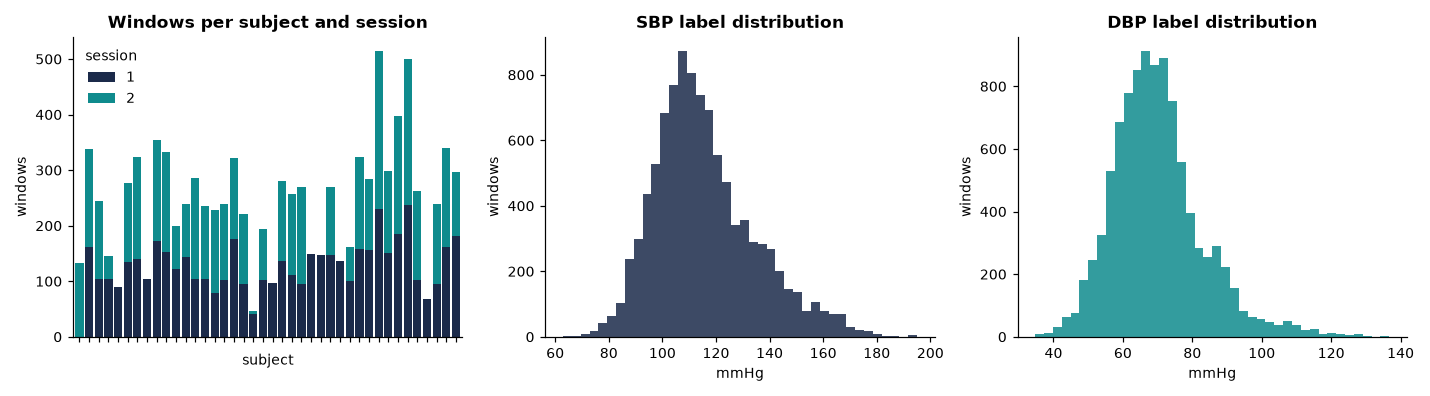 Windows per subject and session
windows
500
400
300
200
100
0
session
1
2
subject
SBP label distribution
windows
800
600
400
200
0
60 80 100 120 140 160 180 200
mmHg
DBP label distribution
windows
800
600
400
200
0
40 60 80 100 120 140
mmHg